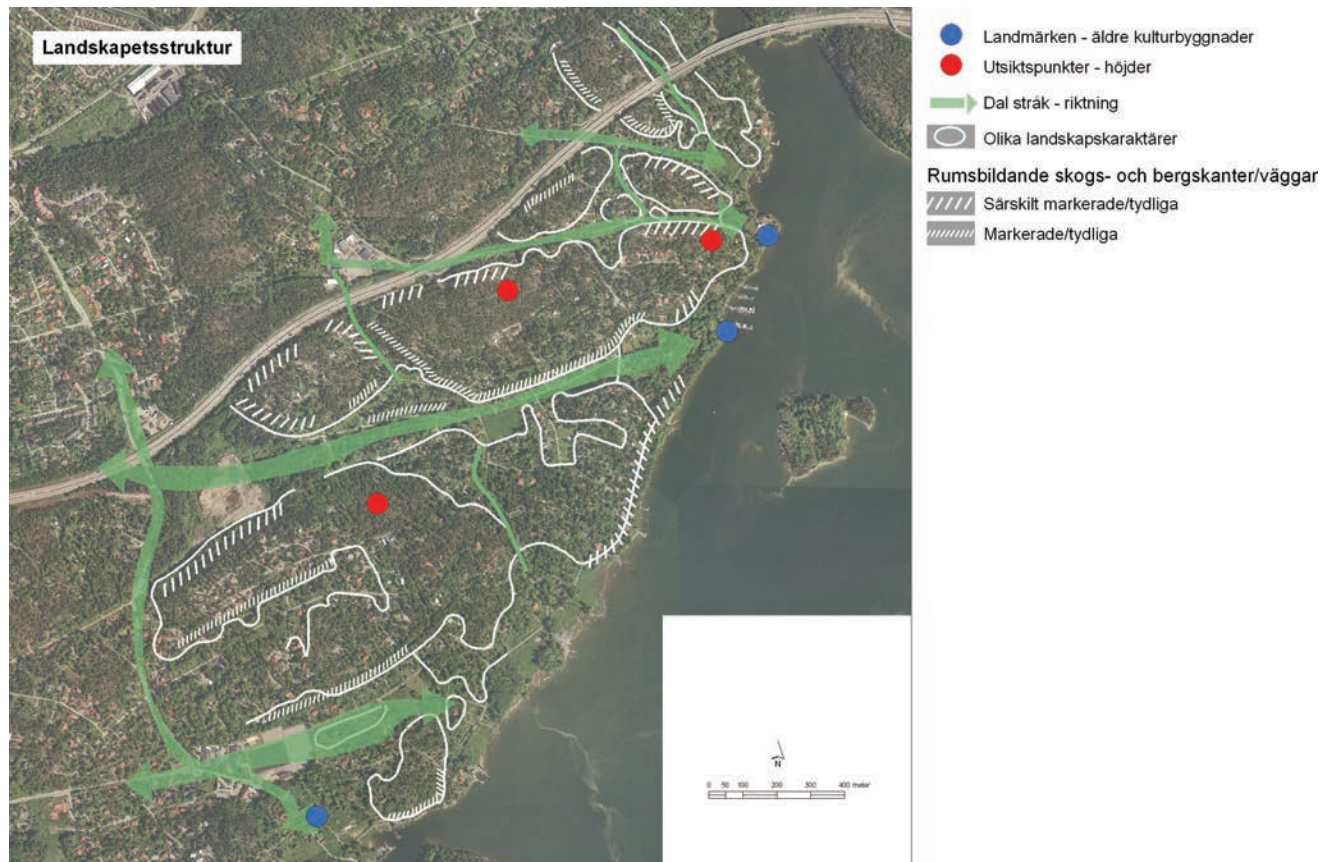 Landskapetsstruktur
Landmärken - äldre kulturbyggnader
Utsiktspunkter - höjder
Dal stråk - riktning
Olika landskapskaraktärer
Rumsbildande skogs- och bergskanter/väggar
Särskilt markerade/tydliga
Markerade/tydliga
N
0 50 100 200 300 400 meter